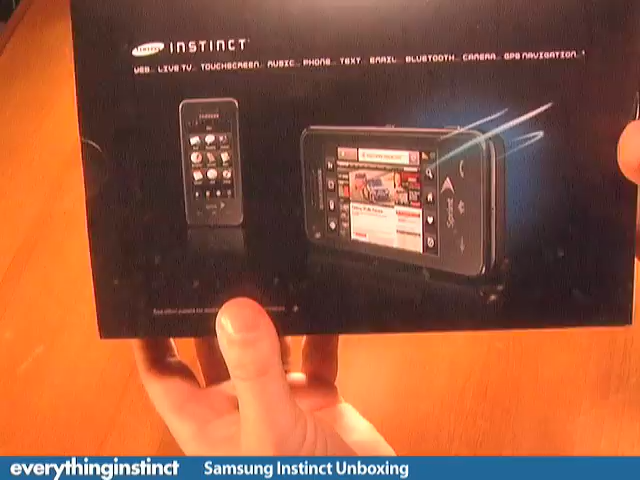 SAMSUNG INSTINCT
WEB.. LIVE TV.. TOUCHSCREEN.. MUSIC.. PHONE.. TEXT.. EMAIL.. BLUETOOTH.. CAMERA.. GPS NAVIGATION..
SAMSUNG
Sprint
everythinginstinct Samsung Instinct Unboxing